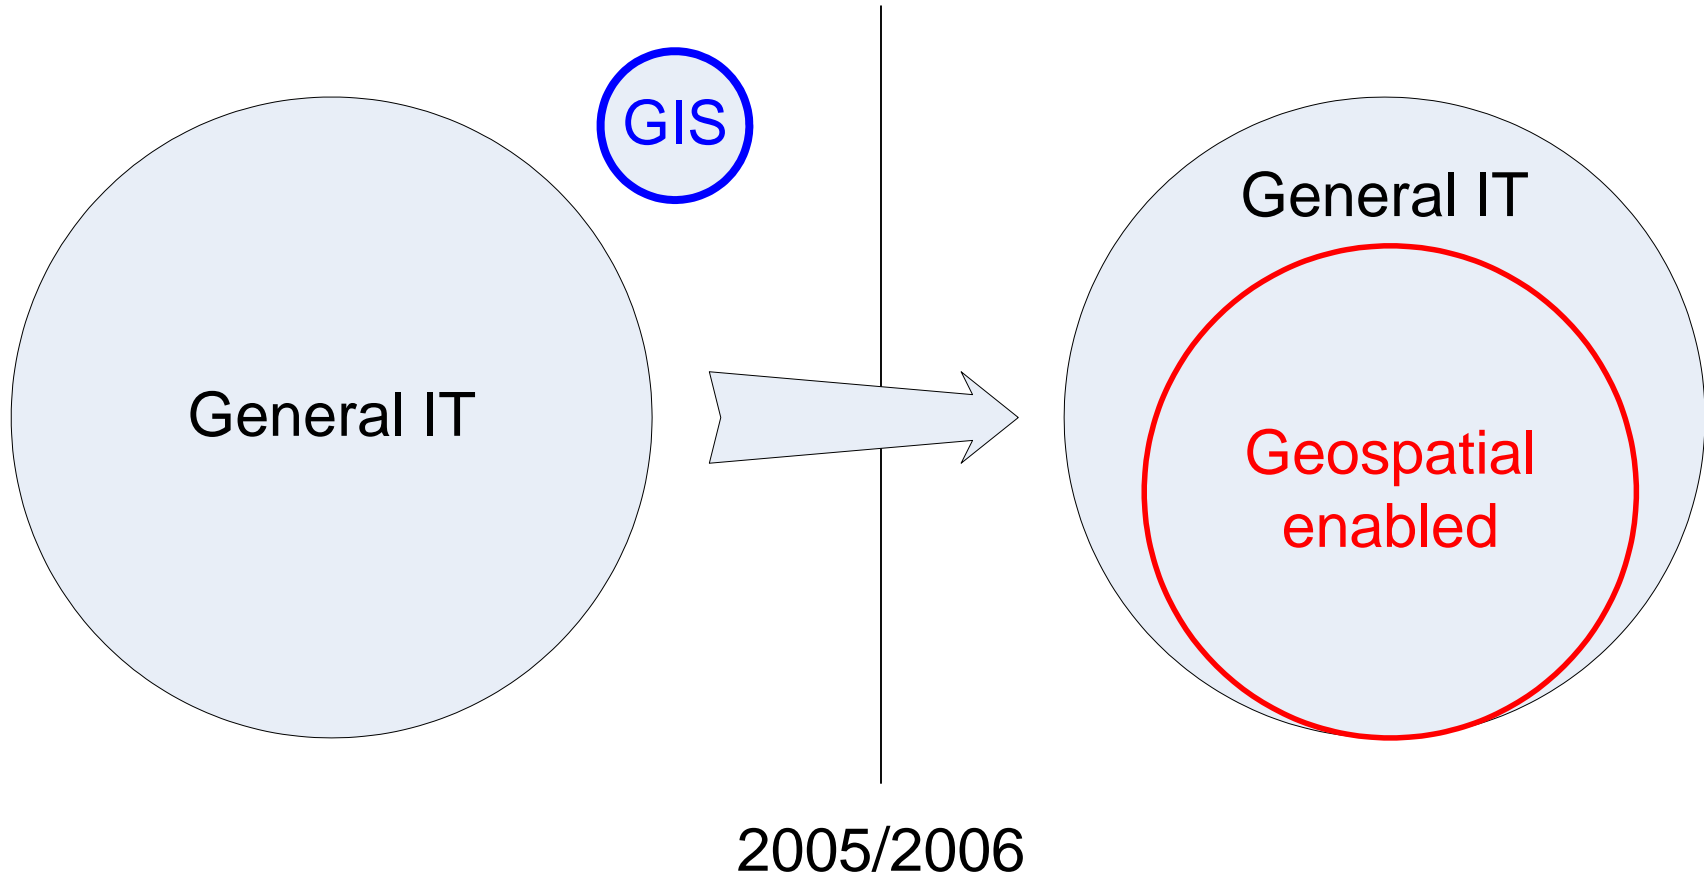 GIS
General IT
General IT
Geospatial
enabled
2005/2006